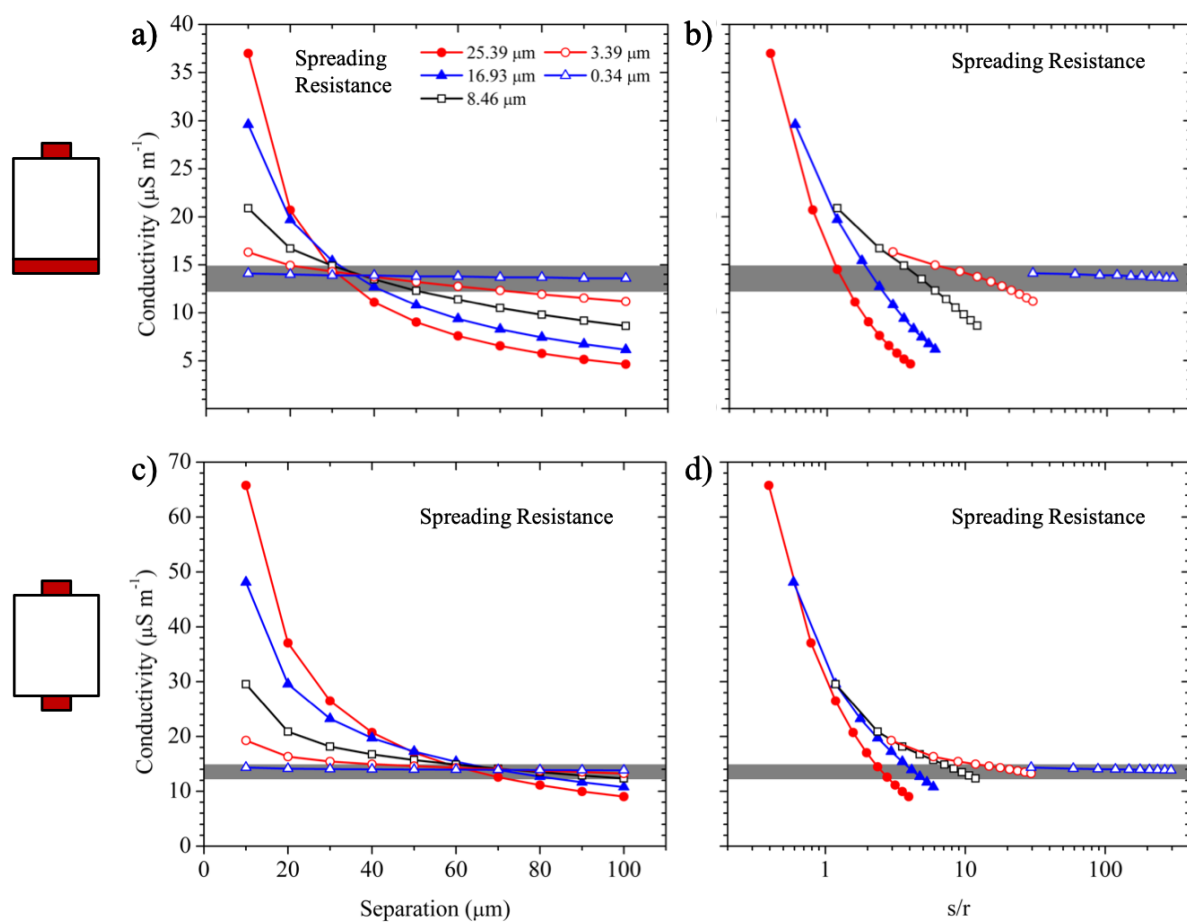 a)
Spreading
Resistance
25.39 μm
3.39 μm
16.93 μm
0.34 μm
8.46 μm
40
35
30
25
20
15
10
5
Conductivity (μS m⁻¹)
b)
Spreading Resistance
c)
Spreading Resistance
70
60
50
40
30
20
10
0
Conductivity (μS m⁻¹)
0
20
40
60
80
100
Separation (μm)
d)
Spreading Resistance
1
10
100
s/r